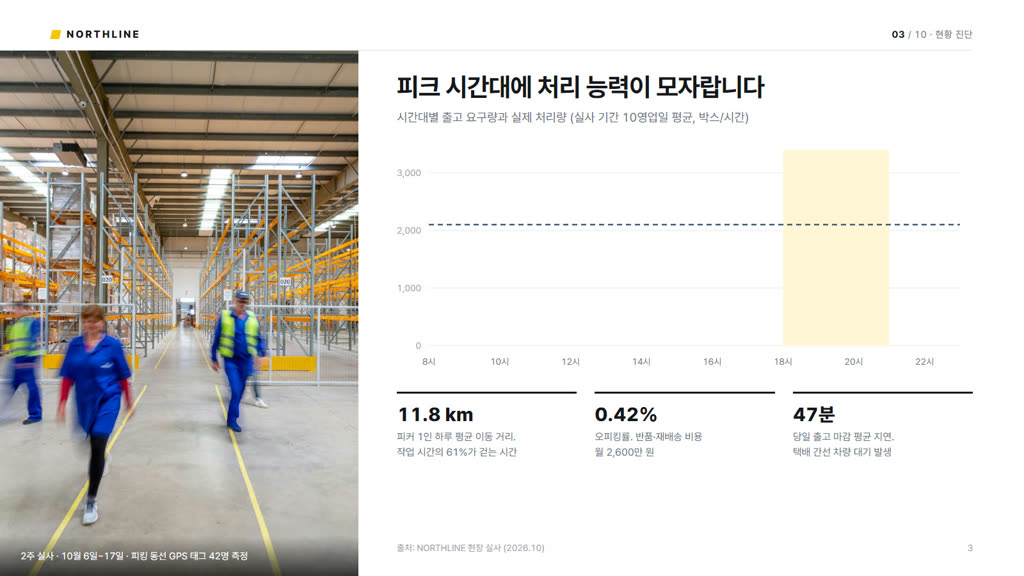 NORTHLINE
03 / 10 · 현황 진단
피크 시간대에 처리 능력이 모자랍니다
시간대별 출고 요구량과 실제 처리량 (실사 기간 10영업일 평균, 박스/시간)
3,000
2,000
1,000
0
8시
10시
12시
14시
16시
18시
20시
22시
11.8 km
피커 1인 하루 평균 이동 거리.
작업 시간의 61%가 걷는 시간
0.42%
오피킹률. 반품·재배송 비용
월 2,600만 원
47분
당일 출고 마감 평균 지연.
택배 간선 차량 대기 발생
020
020
2주 실사 · 10월 6일~17일 · 피킹 동선 GPS 태그 42명 측정
출처: NORTHLINE 현장 실사 (2026.10)
3